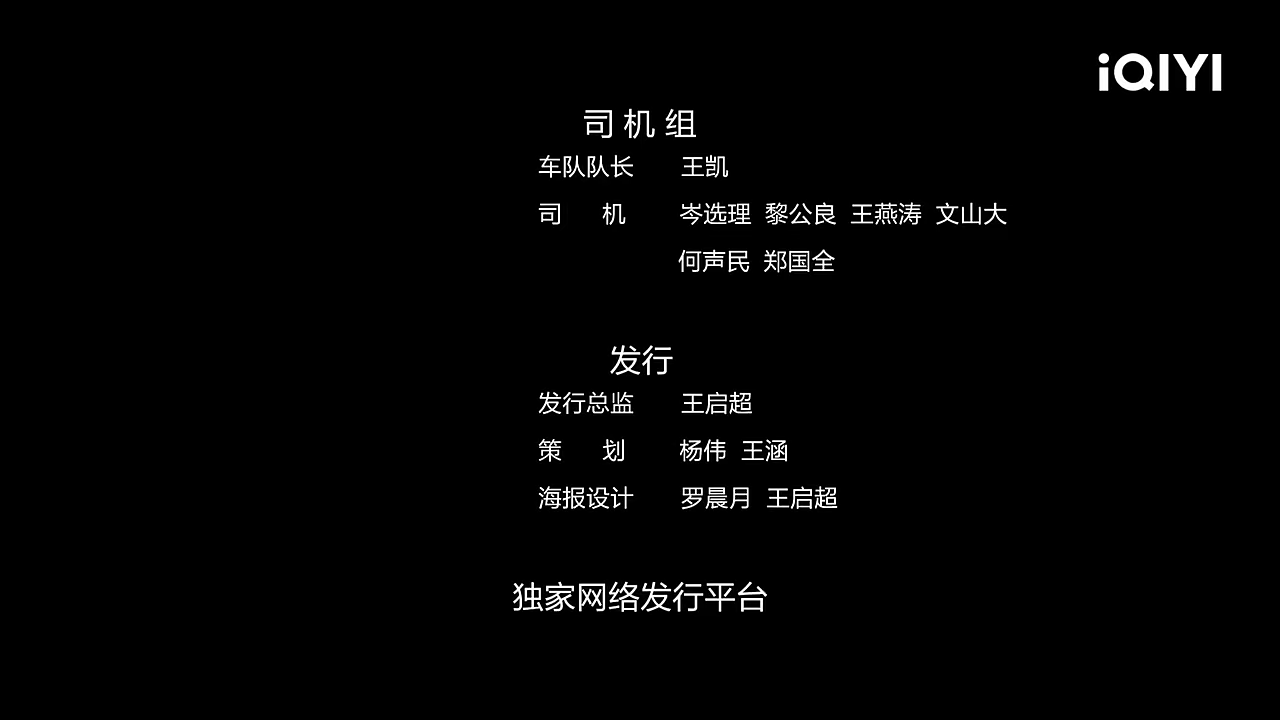 iQIYI
司机组
车队队长 王凯
司 机 岑选理 黎公良 王燕涛 文山大
何声民 郑国全
发行
发行总监 王启超
策 划 杨伟 王涵
海报设计 罗晨月 王启超
独家网络发行平台